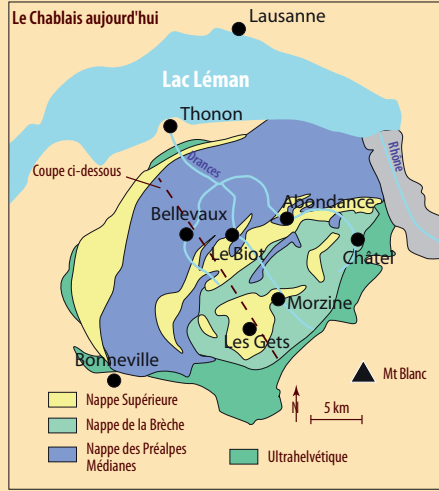 Le Chablais aujourd'hui
Lausanne
Lac Léman
Thonon
Drances
Rhône
Coupe ci-dessous
Abondance
Bellevaux
Le Biot
Châtel
Morzine
Les Gets
Bonneville
Mt Blanc
Nappe Supérieure
N
5 km
Nappe de la Brèche
Nappe des Préalpes
Médianes
Ultrahelvétique